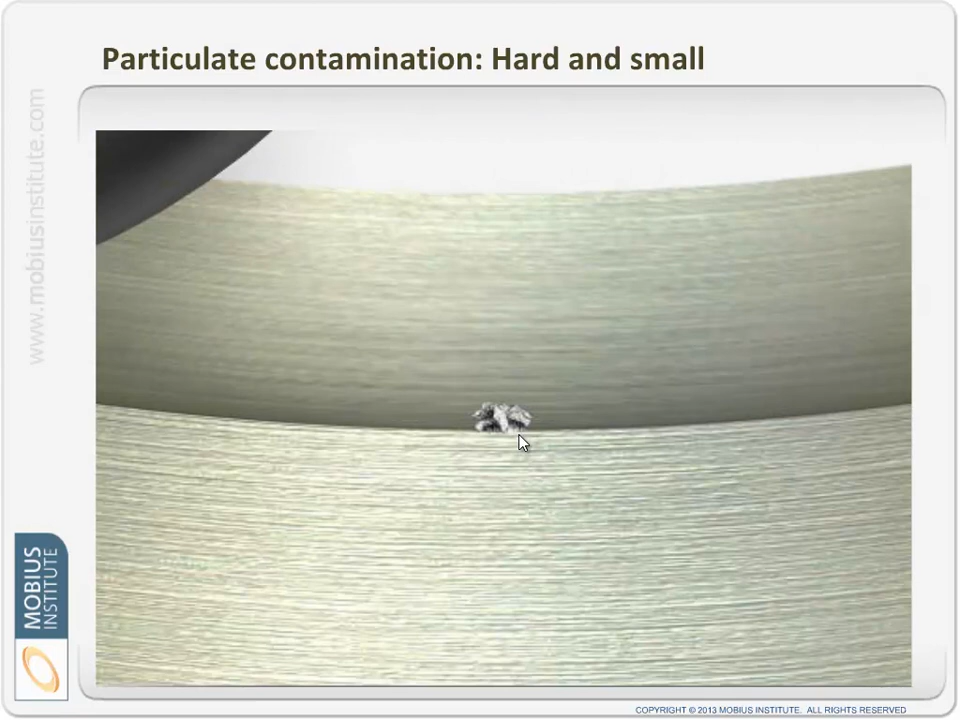 Particulate contamination: Hard and small
www.mobiusinstitute.com
MOBIUS
INSTITUTE
COPYRIGHT © 2013 MOBIUS INSTITUTE. ALL RIGHTS RESERVED